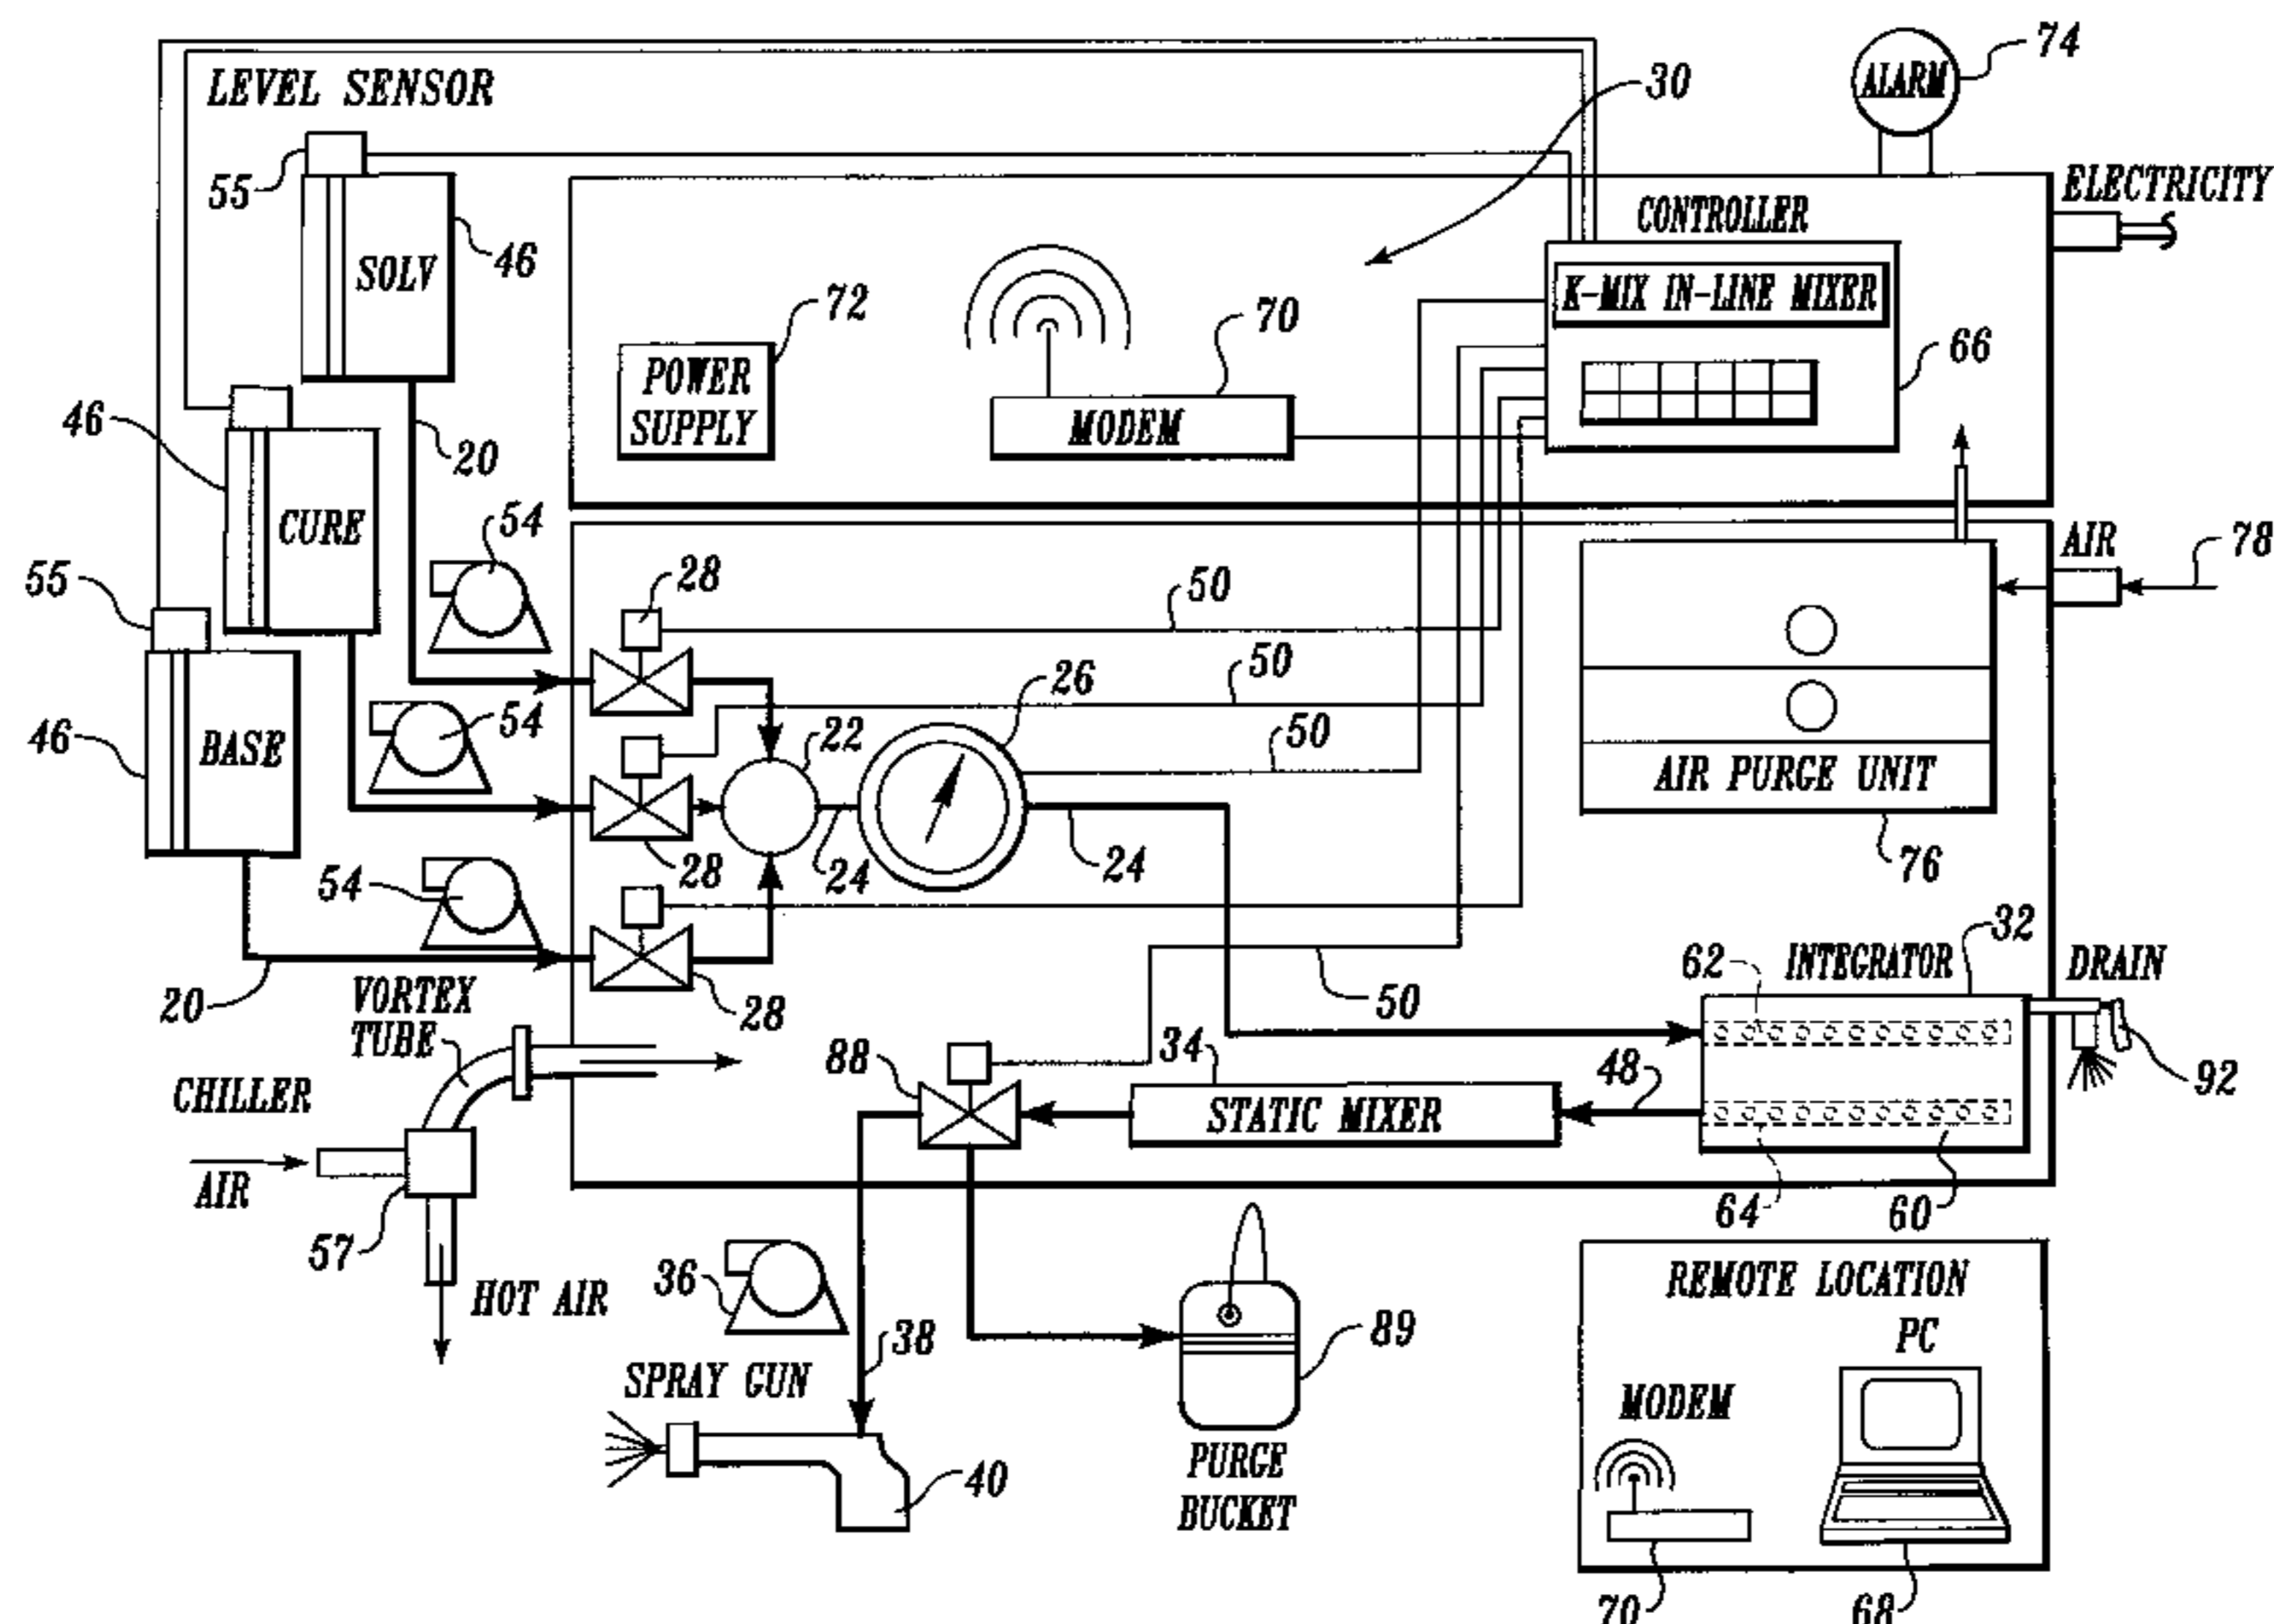 74
ALARM
LEVEL SENSOR
30
55
ELECTRICITY
CONTROLLER
46
SOLV
K-MIX IN-LINE MIXER
72
70
66
POWER
SUPPLY
MODEM
46
20
CURE
54
AIR
78
55
28
50
50
26
54
22
50
46
BASE
AIR PURGE UNIT
28
24
24
76
54
32
62
INTEGRATOR
DRAIN
20
VORTEX
TUBE
28
50
88
34
48
92
CHILLER
STATIC MIXER
AIR
64
60
57
HOT AIR
36
REMOTE LOCATION
38
89
PC
SPRAY GUN
MODEM
40
PURGE
BUCKET
70
68